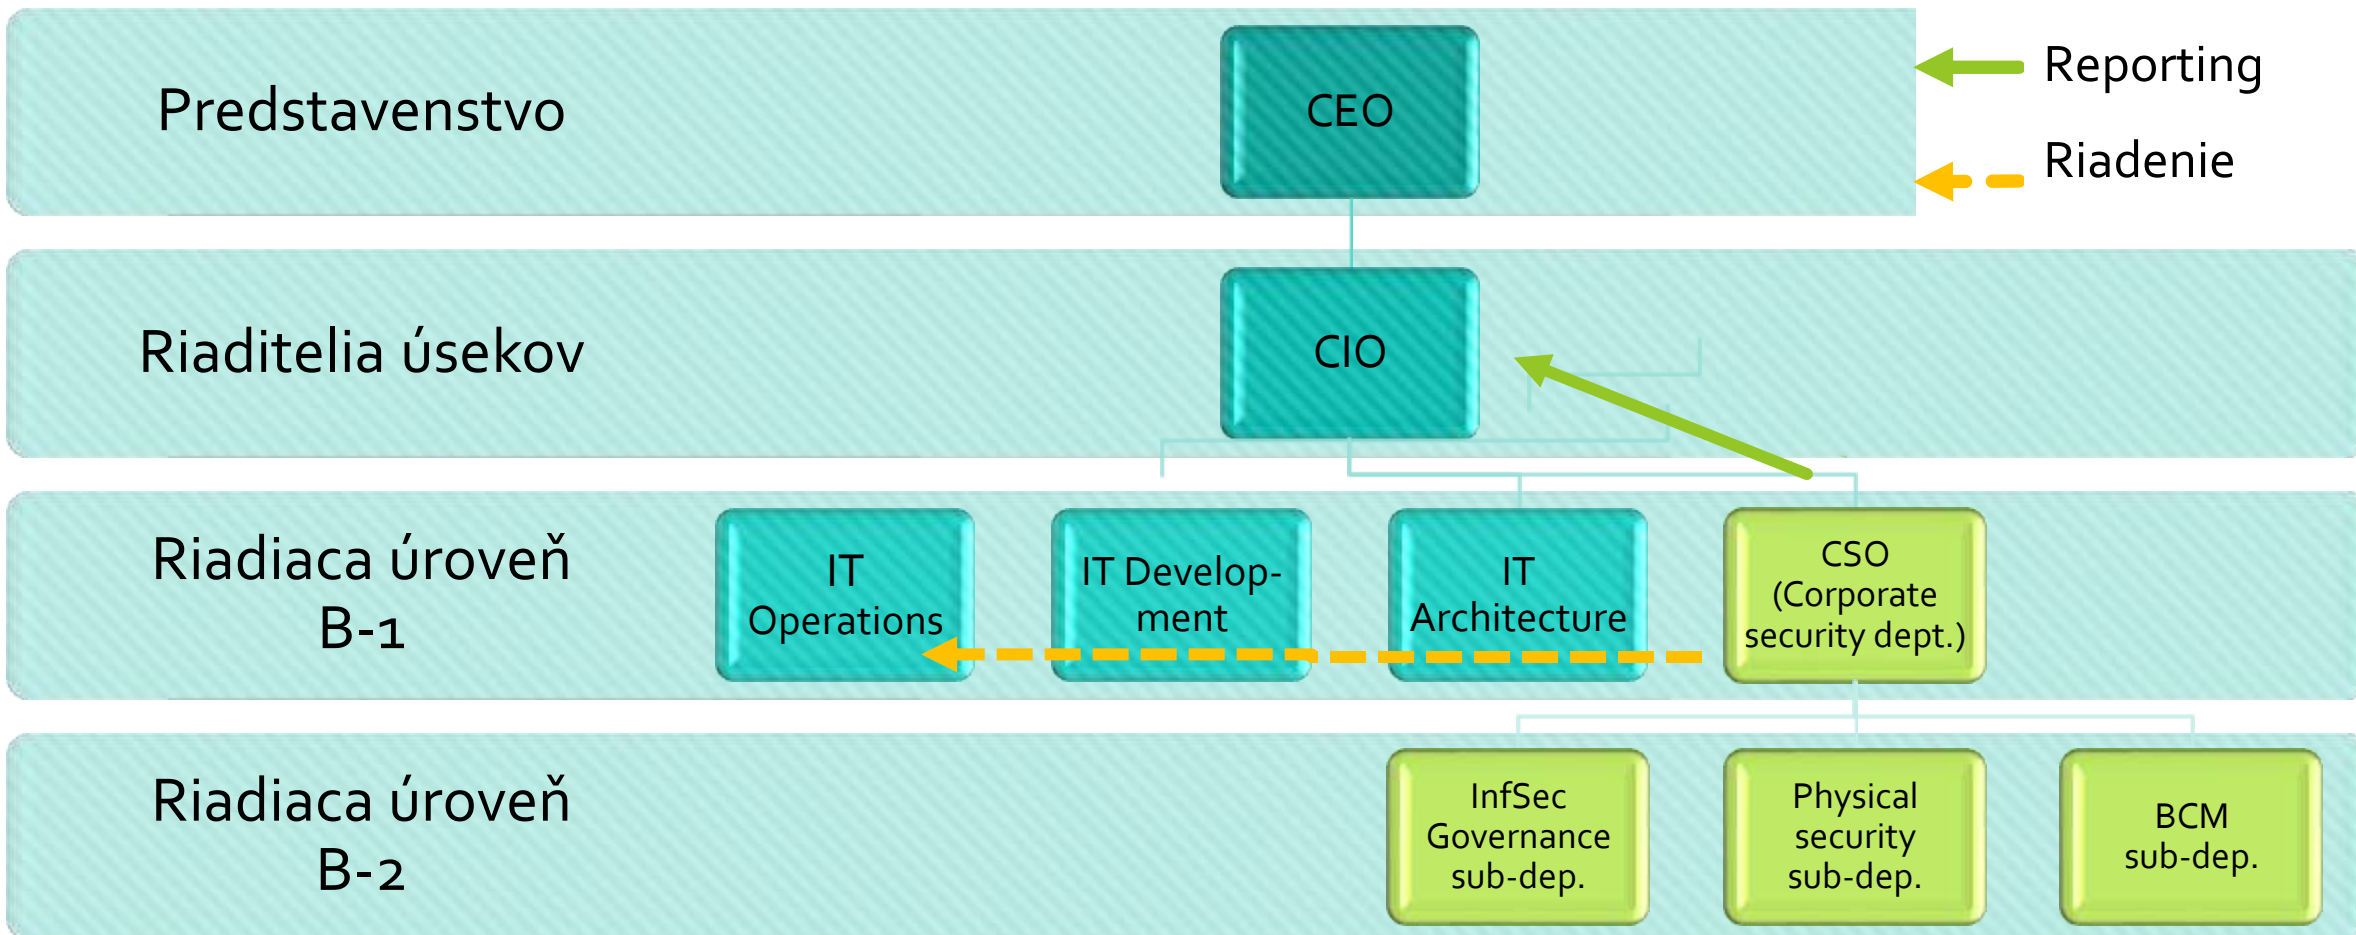 Predstavenstvo
CEO
Reporting
Riadenie
Riaditelia úsekov
CIO
Riadiaca úroveň
B-1
IT
Operations
IT Develop-
ment
IT
Architecture
CSO
(Corporate
security dept.)
Riadiaca úroveň
B-2
InfSec
Governance
sub-dep.
Physical
security
sub-dep.
BCM
sub-dep.